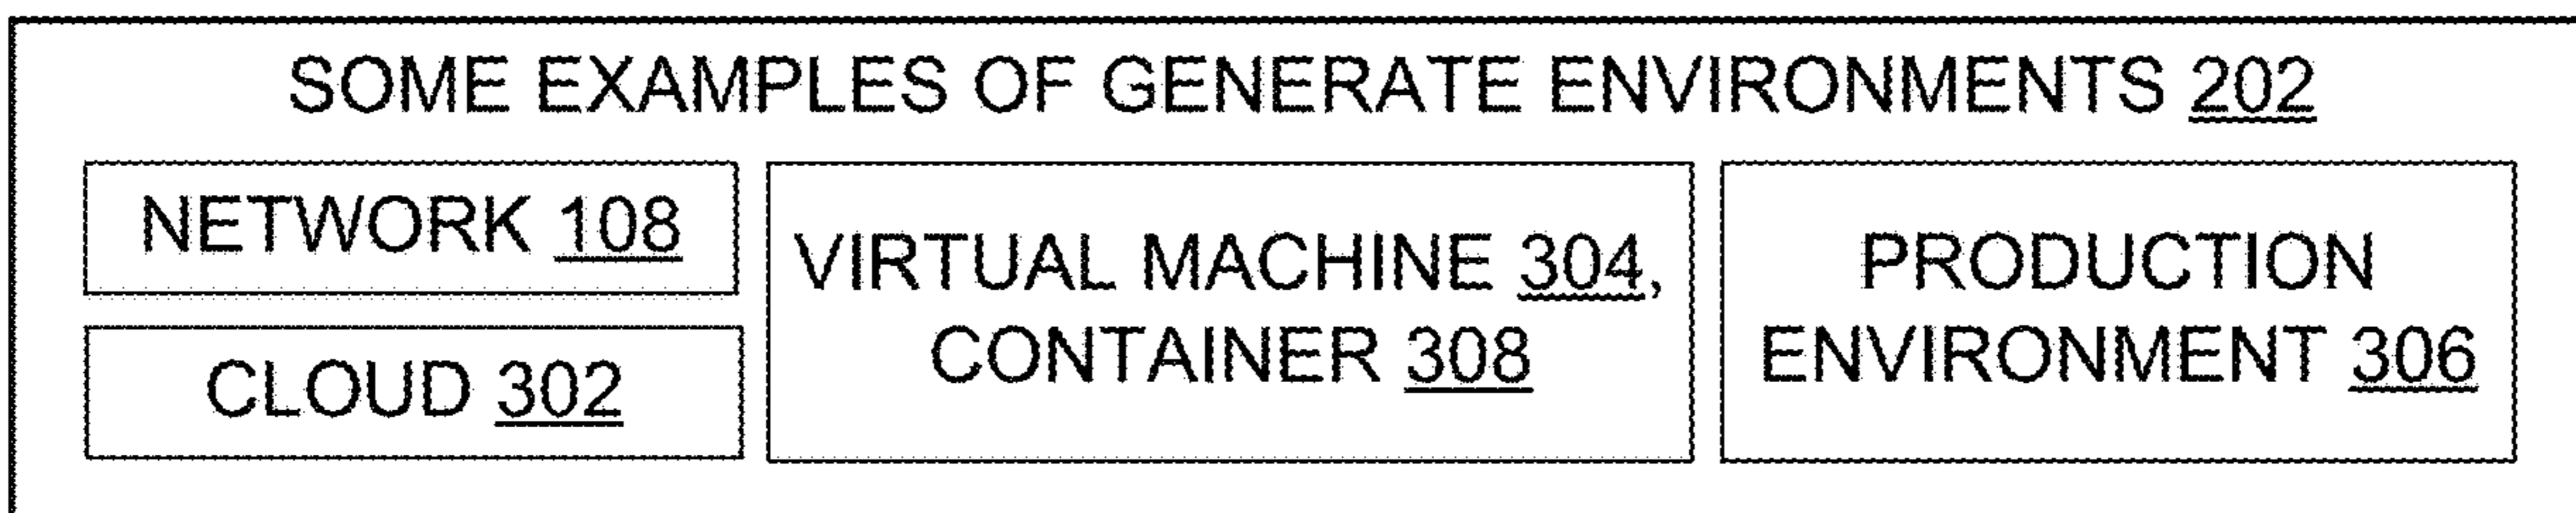 SOME EXAMPLES OF GENERATE ENVIRONMENTS 202
NETWORK 108
CLOUD 302
VIRTUAL MACHINE 304,
CONTAINER 308
PRODUCTION
ENVIRONMENT 306